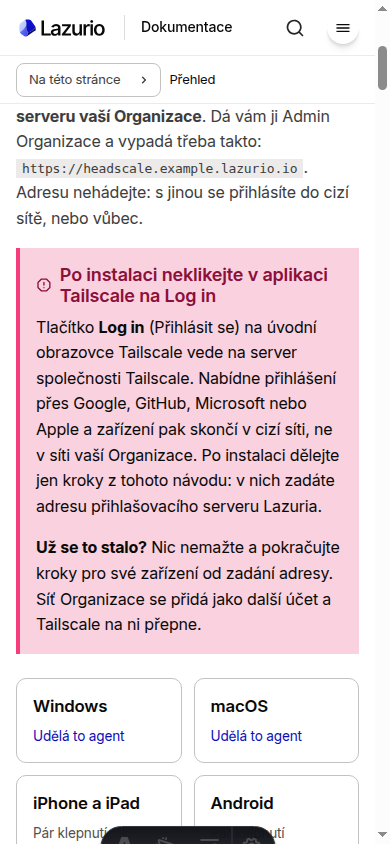 Lazurio
Dokumentace
Na této stránce
Přehled
serveru vaší Organizace. Dá vám ji Admin
Organizace a vypadá třeba takto:
https://headscale.example.lazurio.io .
Adresu nehádejte: s jinou se přihlásíte do cizí
sítě, nebo vůbec.
Po instalaci neklikejte v aplikaci
Tailscale na Log in
Tlačítko Log in (Přihlásit se) na úvodní
obrazovce Tailscale vede na server
společnosti Tailscale. Nabídne přihlášení
přes Google, GitHub, Microsoft nebo
Apple a zařízení pak skončí v cizí síti, ne
v síti vaší Organizace. Po instalaci dělejte
jen kroky z tohoto návodu: v nich zadáte
adresu přihlašovacího serveru Lazuria.
Už se to stalo? Nic nemažte a pokračujte
kroky pro své zařízení od zadání adresy.
Síť Organizace se přidá jako další účet a
Tailscale na ni přepne.
Windows
Udělá to agent
macOS
Udělá to agent
iPhone a iPad
Pár klepnutí
Android